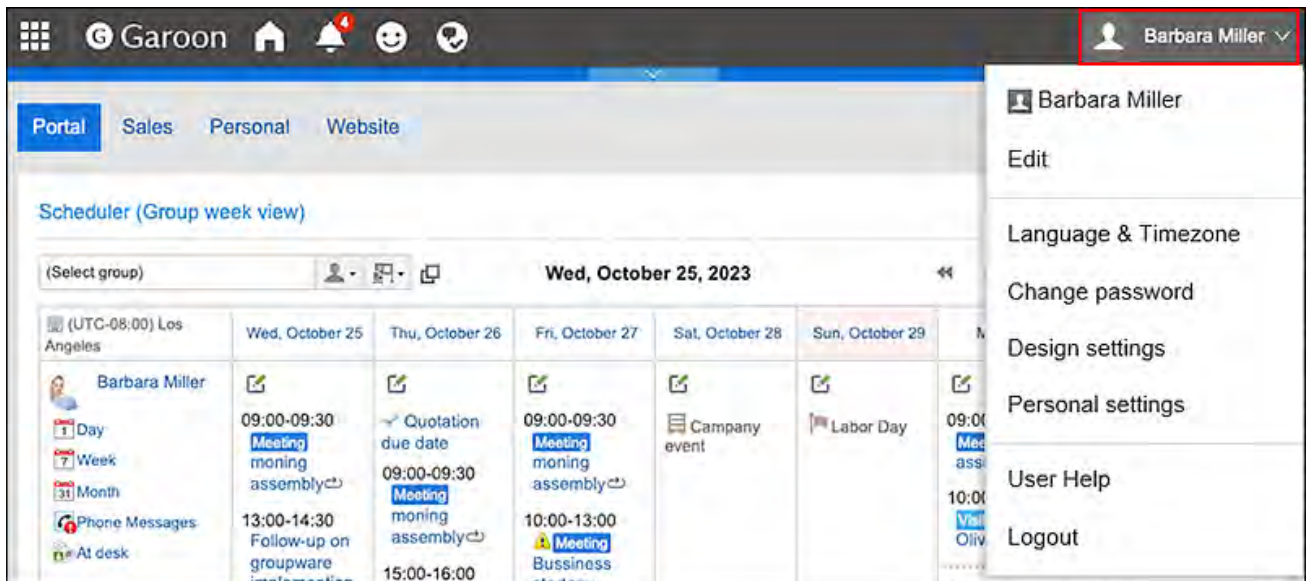 G Garoon
4
Barbara Miller
Barbara Miller
Edit
Language & Timezone
Change password
Design settings
Personal settings
User Help
Logout
Portal Sales Personal Website
Scheduler (Group week view)
(Select group)
Wed, October 25, 2023
(UTC-08:00) Los
Angeles
Wed, October 25
Thu, October 26
Fri, October 27
Sat, October 28
Sun, October 29
Barbara Miller
1 Day
7 Week
31 Month
Phone Messages
At desk
09:00-09:30
Meeting
moning
assembly
13:00-14:30
Follow-up on
groupware
Quotation
due date
09:00-09:30
Meeting
moning
assembly
15:00-16:00
09:00-09:30
Meeting
moning
assembly
10:00-13:00
Meeting
Bussiness
Campany
event
Labor Day